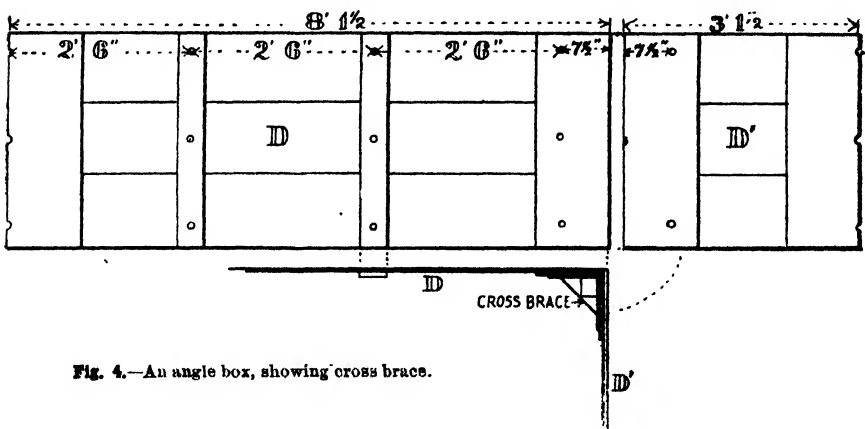 8' 1½ 3' 1½
2' 6" 2' 6" 2' 6" 7½" 7½"
D D'
D
CROSS BRACE
D'
Fig. 4.—An angle box, showing cross brace.